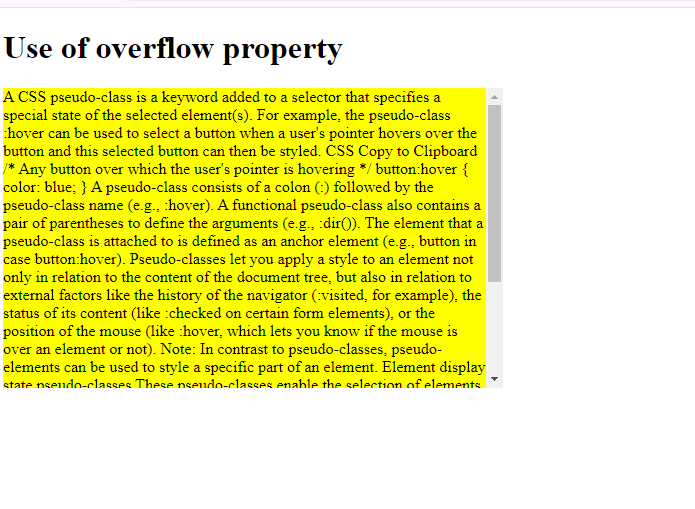 Use of overflow property
A CSS pseudo-class is a keyword added to a selector that specifies a
special state of the selected element(s). For example, the pseudo-class
:hover can be used to select a button when a user's pointer hovers over the
button and this selected button can then be styled. CSS Copy to Clipboard
/* Any button over which the user's pointer is hovering */ button:hover {
color: blue; } A pseudo-class consists of a colon (:) followed by the
pseudo-class name (e.g., :hover). A functional pseudo-class also contains a
pair of parentheses to define the arguments (e.g., :dir()). The element that a
pseudo-class is attached to is defined as an anchor element (e.g., button in
case button:hover). Pseudo-classes let you apply a style to an element not
only in relation to the content of the document tree, but also in relation to
external factors like the history of the navigator (:visited, for example), the
status of its content (like :checked on certain form elements), or the
position of the mouse (like :hover, which lets you know if the mouse is
over an element or not). Note: In contrast to pseudo-classes, pseudo-
elements can be used to style a specific part of an element. Element display
state pseudo-classes These pseudo-classes enable the selection of elements